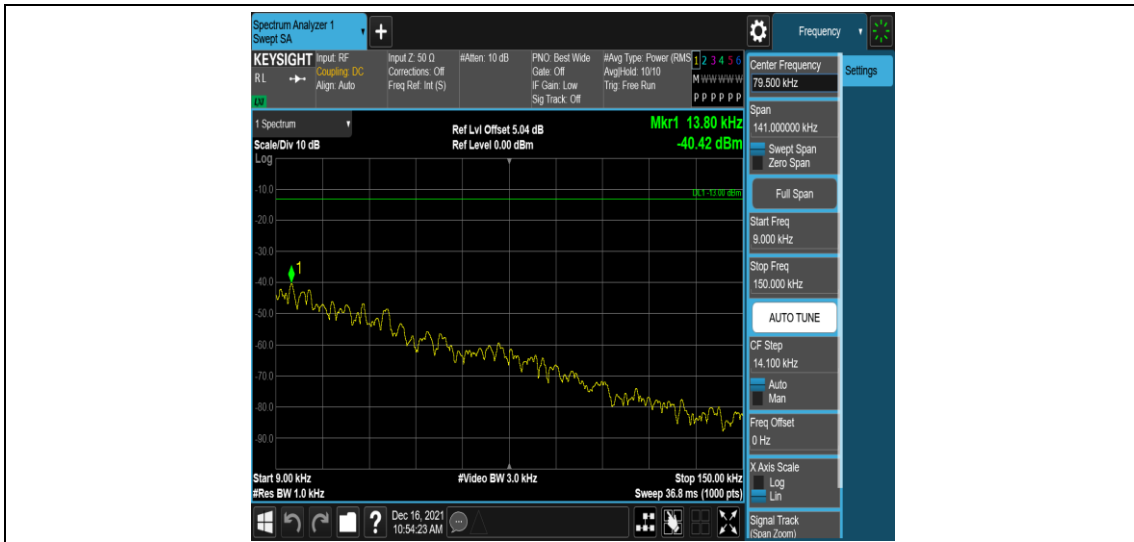 Spectrum Analyzer 1
Swept SA
+
Frequency
KEYSIGHT
RL
LXI
Input: RF
Coupling: DC
Align: Auto
Input Z: 50 Ω
Corrections: Off
Freq Ref: Int (S)
#Atten: 10 dB
PNO: Best Wide
Gate: Off
IF Gain: Low
Sig Track: Off
#Avg Type: Power (RMS
Avg|Hold: 10/10
Trig: Free Run
1 2 3 4 5 6
M W W W W W
P P P P P P
1 Spectrum
Scale/Div 10 dB
Ref Lvl Offset 5.04 dB
Ref Level 0.00 dBm
Mkr1 13.80 kHz
-40.42 dBm
Log
DL1 -13.00 dBm
-10.0
-20.0
-30.0
1
-40.0
-50.0
-60.0
-70.0
-80.0
-90.0
Start 9.00 kHz
#Res BW 1.0 kHz
#Video BW 3.0 kHz
Stop 150.00 kHz
Sweep 36.8 ms (1000 pts)
?
Dec 16, 2021
10:54:23 AM
Center Frequency
79.500 kHz
Settings
Span
141.000000 kHz
Swept Span
Zero Span
Full Span
Start Freq
9.000 kHz
Stop Freq
150.000 kHz
AUTO TUNE
CF Step
14.100 kHz
Auto
Man
Freq Offset
0 Hz
X Axis Scale
Log
Lin
Signal Track
(Span Zoom)